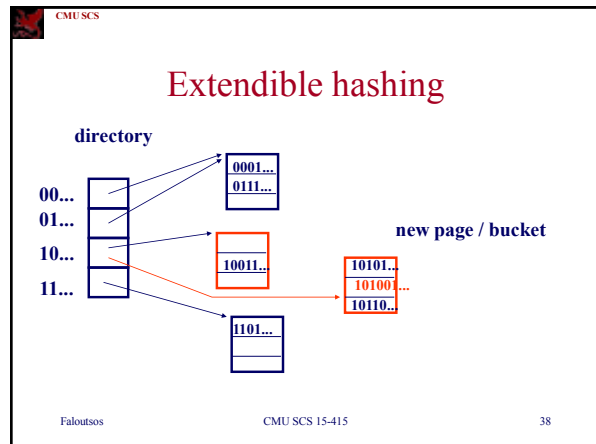 CMU SCS
Extendible hashing
directory
00...
01...
10...
11...
0001...
0111...
10011...
1101...
new page / bucket
10101...
101001...
10110...
Faloutsos
CMU SCS 15-415
38